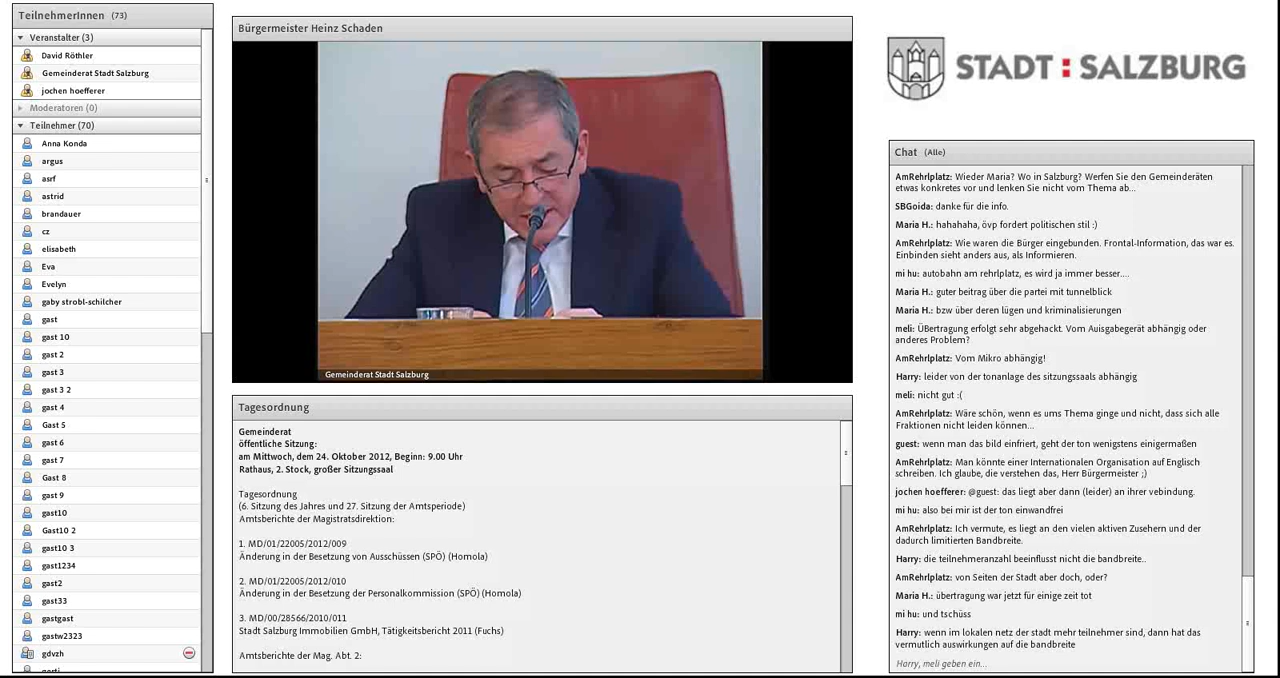 TeilnehmerInnen (73)
Veranstalter (3)
David Röthler
Gemeinderat Stadt Salzburg
jochen hoefferer
Moderatoren (0)
Teilnehmer (70)
Anna Konda
argus
asrf
astrid
brandauer
cz
elisabeth
Eva
Evelyn
gaby strobl-schilcher
gast
gast 10
gast 2
gast 3
gast 3 2
gast 4
Gast 5
gast 6
gast 7
Gast 8
gast 9
gast10
Gast10 2
gast10 3
gast1234
gast2
gast33
gastgast
gastw2323
gdvzh
Bürgermeister Heinz Schaden
Gemeinderat Stadt Salzburg
Tagesordnung
Gemeinderat
öffentliche Sitzung:
am Mittwoch, dem 24. Oktober 2012, Beginn: 9.00 Uhr
Rathaus, 2. Stock, großer Sitzungssaal
Tagesordnung
(6. Sitzung des Jahres und 27. Sitzung der Amtsperiode)
Amtsberichte der Magistratsdirektion:
1. MD/01/22005/2012/009
Änderung in der Besetzung von Ausschüssen (SPÖ) (Homola)
2. MD/01/22005/2012/010
Änderung in der Besetzung der Personalkommission (SPÖ) (Homola)
3. MD/00/28566/2010/011
Stadt Salzburg Immobilien GmbH, Tätigkeitsbericht 2011 (Fuchs)
Amtsberichte der Mag. Abt. 2:
STADT : SALZBURG
Chat (Alle)
AmRehrlplatz: Wieder Maria? Wo in Salzburg? Werfen Sie den Gemeinderäten
etwas konkretes vor und lenken Sie nicht vom Thema ab...
SBGoida: danke für die info.
Maria H.: hahahaha, övp fordert politischen stil :)
AmRehrlplatz: Wie waren die Bürger eingebunden. Frontal-Information, das war es.
Einbinden sieht anders aus, als Informieren.
mi hu: autobahn am rehrlplatz, es wird ja immer besser....
Maria H.: guter beitrag über die partei mit tunnelblick
Maria H.: bzw über deren lügen und kriminalisierungen
meli: ÜBertragung erfolgt sehr abgehackt. Vom Auisgabegerät abhängig oder
anderes Problem?
AmRehrlplatz: Vom Mikro abhängig!
Harry: leider von der tonanlage des sitzungssaals abhängig
meli: nicht gut :(
AmRehrlplatz: Wäre schön, wenn es ums Thema ginge und nicht, dass sich alle
Fraktionen nicht leiden können...
guest: wenn man das bild einfriert, geht der ton wenigstens einigermaßen
AmRehrlplatz: Man könnte einer Internationalen Organisation auf Englisch
schreiben. Ich glaube, die verstehen das, Herr Bürgermeister ;)
jochen hoefferer: @guest: das liegt aber dann (leider) an ihrer vebindung.
mi hu: also bei mir ist der ton einwandfrei
AmRehrlplatz: Ich vermute, es liegt an den vielen aktiven Zusehern und der
dadurch limitierten Bandbreite.
Harry: die teilnehmeranzahl beeinflusst nicht die bandbreite..
AmRehrlplatz: von Seiten der Stadt aber doch, oder?
Maria H.: übertragung war jetzt für einige zeit tot
mi hu: und tschüss
Harry: wenn im lokalen netz der stadt mehr teilnehmer sind, dann hat das
vermutlich auswirkungen auf die bandbreite
Harry, meli geben ein...